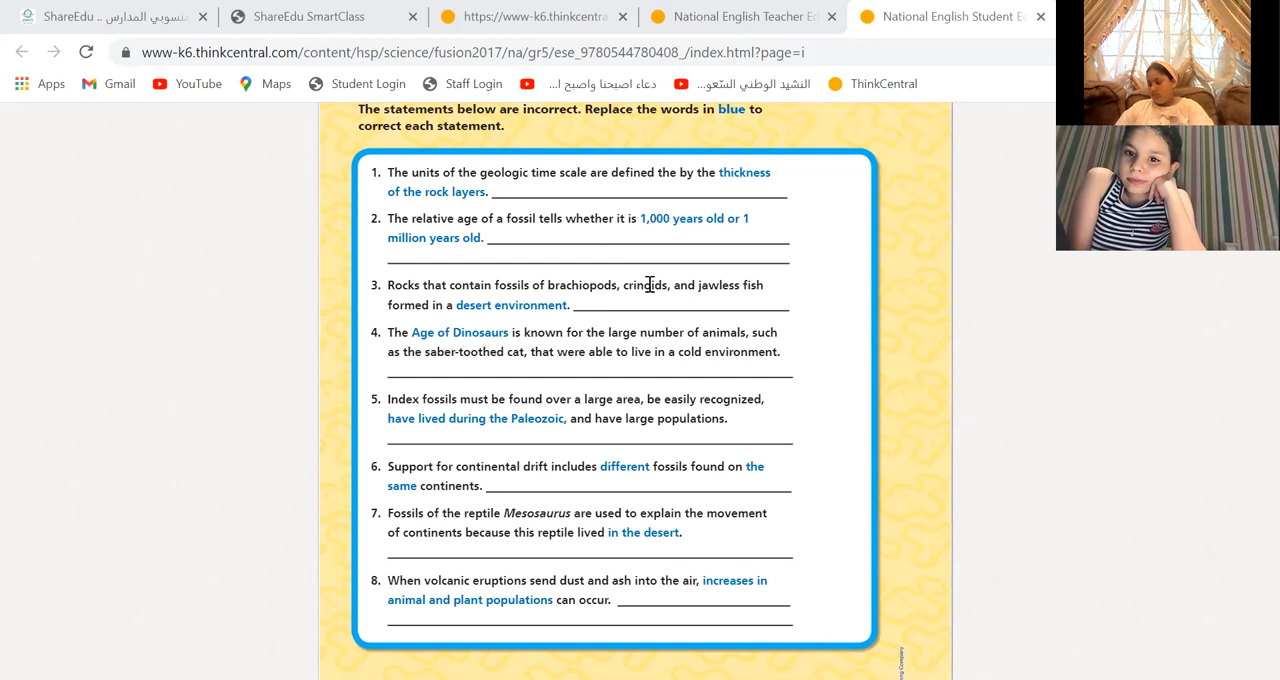 منسوبي المدارس .. ShareEdu
ShareEdu SmartClass
https://www-k6.thinkcentra
National English Teacher Ed
National English Student Ec
www-k6.thinkcentral.com/content/hsp/science/fusion2017/na/gr5/ese_9780544780408_/index.html?page=i
Apps
Gmail
YouTube
Maps
Student Login
Staff Login
دعاء اصبحنا واصبح ا...
النشيد الوطني السعو...
ThinkCentral
The statements below are incorrect. Replace the words in blue to
correct each statement.
1. The units of the geologic time scale are defined the by the thickness
of the rock layers.
2. The relative age of a fossil tells whether it is 1,000 years old or 1
million years old.
3. Rocks that contain fossils of brachiopods, crinoids, and jawless fish
formed in a desert environment.
4. The Age of Dinosaurs is known for the large number of animals, such
as the saber-toothed cat, that were able to live in a cold environment.
5. Index fossils must be found over a large area, be easily recognized,
have lived during the Paleozoic, and have large populations.
6. Support for continental drift includes different fossils found on the
same continents.
7. Fossils of the reptile Mesosaurus are used to explain the movement
of continents because this reptile lived in the desert.
8. When volcanic eruptions send dust and ash into the air, increases in
animal and plant populations can occur.
Company